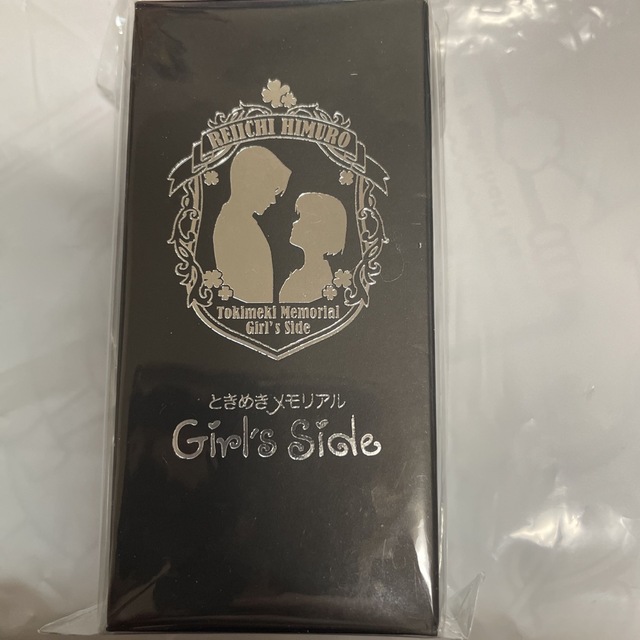 REIICHI HIMURO
Tokimeki Memorial
Girl's Side
ときめきメモリアル
Girl's Side